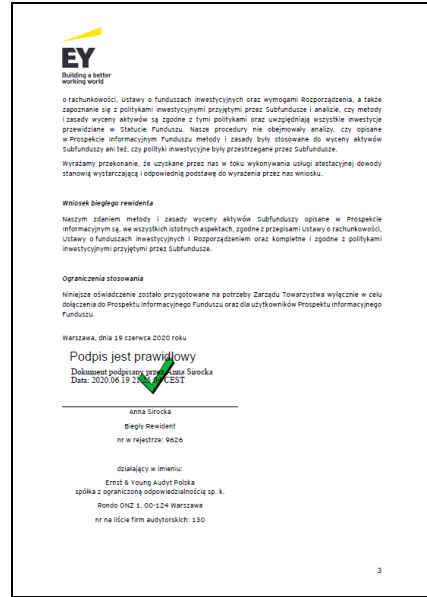 EY
Building a better
working world
o rachunkowości, Ustawy o funduszach inwestycyjnych oraz wymogami Rozporządzenia, a także
zapoznanie się z politykami inwestycyjnymi przyjętymi przez Subfundusze i analizie, czy metody
i zasady wyceny aktywów są zgodne z tymi politykami oraz uwzględniają wszystkie inwestycje
przewidziane w Statucie Funduszu. Nasze procedury nie obejmowały analizy, czy opisane
w Prospekcie Informacyjnym Funduszu metody i zasady były stosowane do wyceny aktywów
Subfunduszy ani też, czy polityki inwestycyjne były przestrzegane przez Subfundusze.
Wyrażamy przekonanie, że uzyskane przez nas w toku wykonywania usługi atestacyjnej dowody
stanowią wystarczającą i odpowiednią podstawę do wyrażenia przez nas wniosku.
Wniosek biegłego rewidenta
Naszym zdaniem metody i zasady wyceny aktywów Subfunduszy opisane w Prospekcie
Informacyjnym są, we wszystkich istotnych aspektach, zgodne z przepisami Ustawy o rachunkowości,
Ustawy o funduszach inwestycyjnych i Rozporządzeniem oraz kompletne i zgodne z politykami
inwestycyjnymi przyjętymi przez Subfundusze.
Ograniczenia stosowania
Niniejsze oświadczenie zostało przygotowane na potrzeby Zarządu Towarzystwa wyłącznie w celu
dołączenia do Prospektu Informacyjnego Funduszu oraz dla użytkowników Prospektu Informacyjnego
Funduszu.
Warszawa, dnia 19 czerwca 2020 roku
Podpis jest prawidłowy
Dokument podpisany przez Anna Sirocka
Data: 2020.06.19 CEST
Anna Sirocka
Biegły Rewident
nr w rejestrze: 9626
działający w imieniu:
Ernst & Young Audyt Polska
spółka z ograniczoną odpowiedzialnością sp. k.
Rondo ONZ 1, 00-124 Warszawa
nr na liście firm audytorskich: 130
3